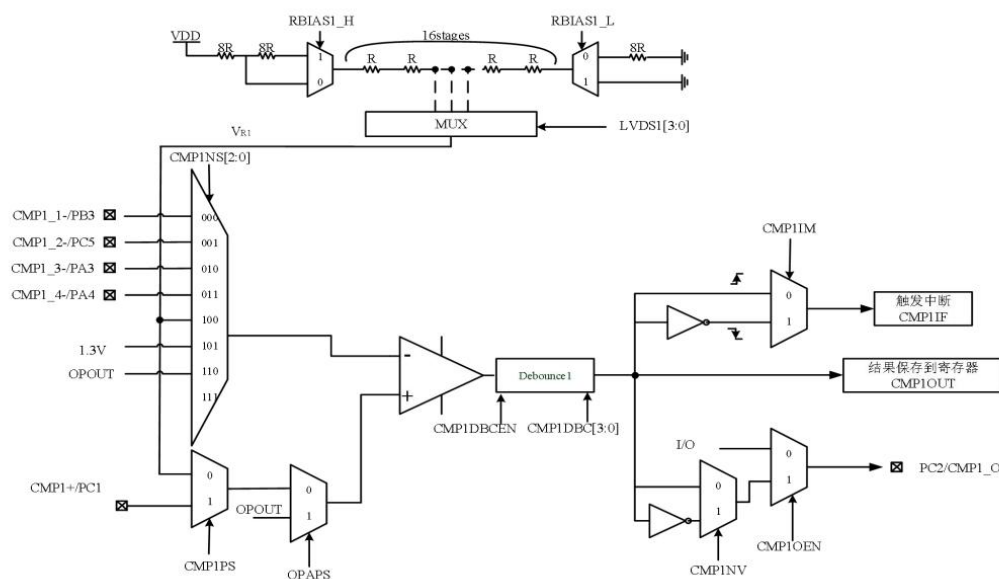 RBIAS1_H
RBIAS1_L
VDD
8R
8R
1
0
16stages
R
R
R
R
0
1
8R
MUX
LVDS1[3:0]
VR1
CMP1NS[2:0]
CMP1_1-/PB3
000
CMP1_2-/PC5
001
CMP1_3-/PA3
010
CMP1_4-/PA4
011
100
1.3V
101
OPOUT
110
111
-
+
Debounce1
CMP1DBCEN
CMP1DBC[3:0]
CMP1IM
0
1
触发中断
CMP1IF
结果保存到寄存器
CMP1OUT
I/O
0
1
PC2/CMP1_O
0
1
CMP1NV
CMP1OEN
CMP1+/PC1
0
1
CMP1PS
OPOUT
0
1
OPAPS